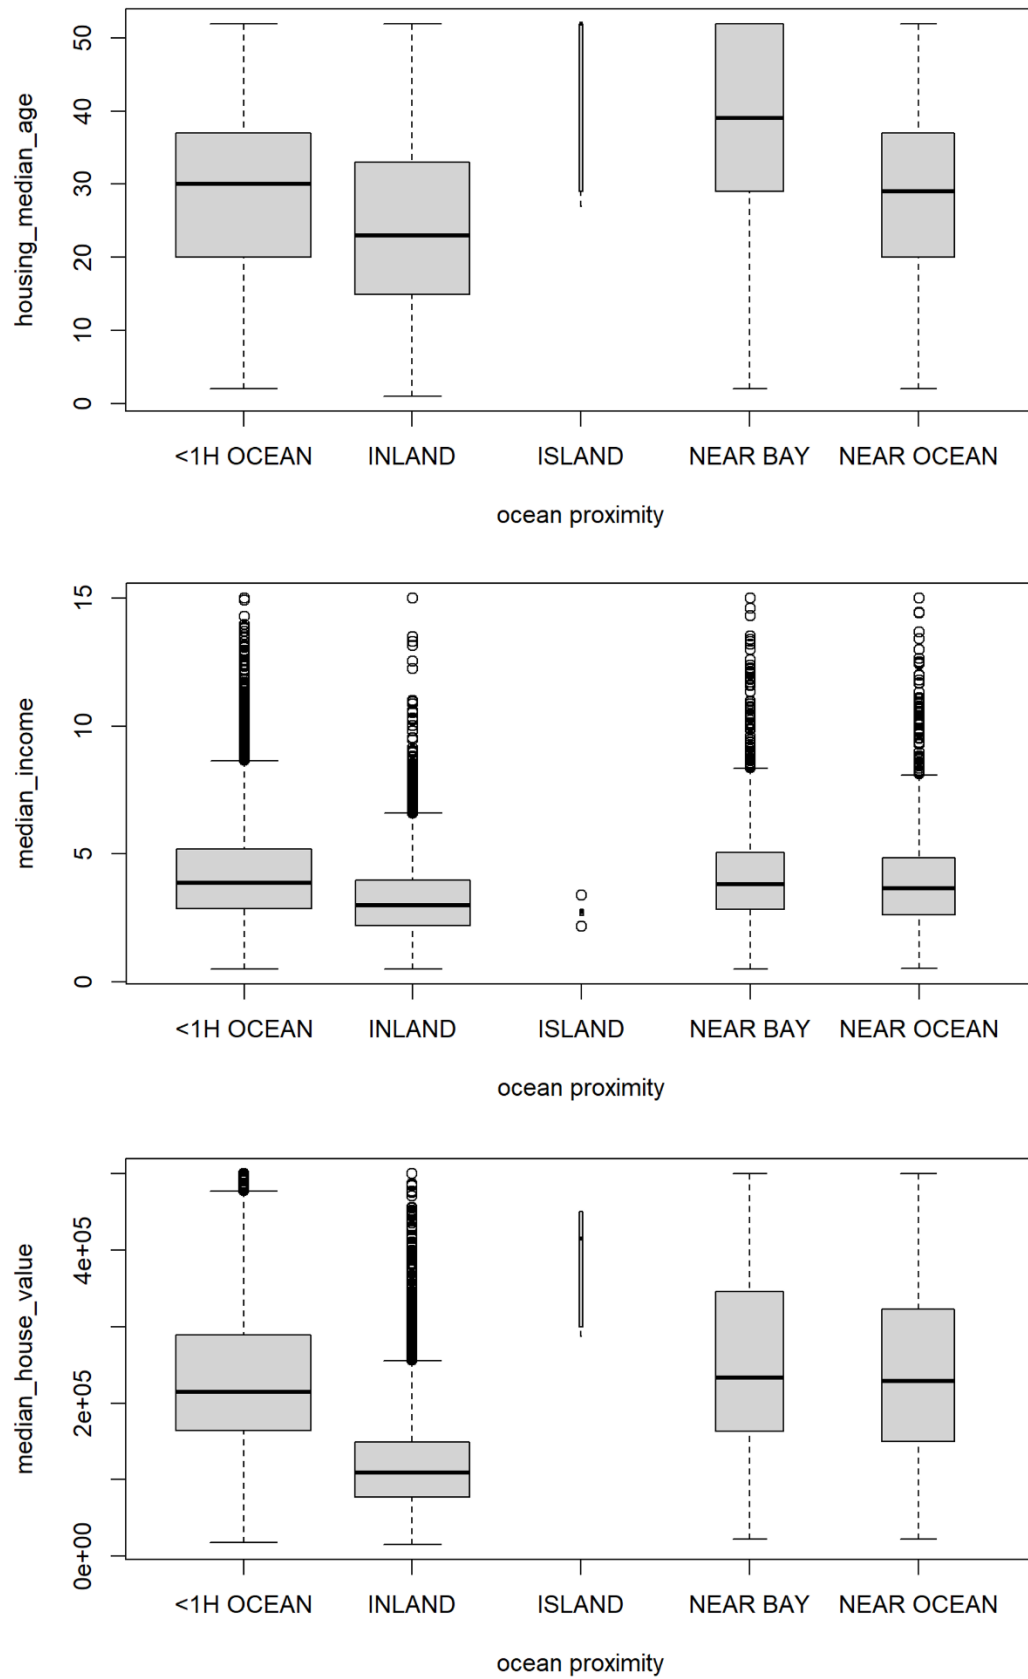 housing_median_age
50
40
30
20
10
0
<1H OCEAN INLAND ISLAND NEAR BAY NEAR OCEAN
ocean proximity
median_income
15
10
5
0
<1H OCEAN INLAND ISLAND NEAR BAY NEAR OCEAN
ocean proximity
median_house_value
4e+05
2e+05
0e+00
<1H OCEAN INLAND ISLAND NEAR BAY NEAR OCEAN
ocean proximity